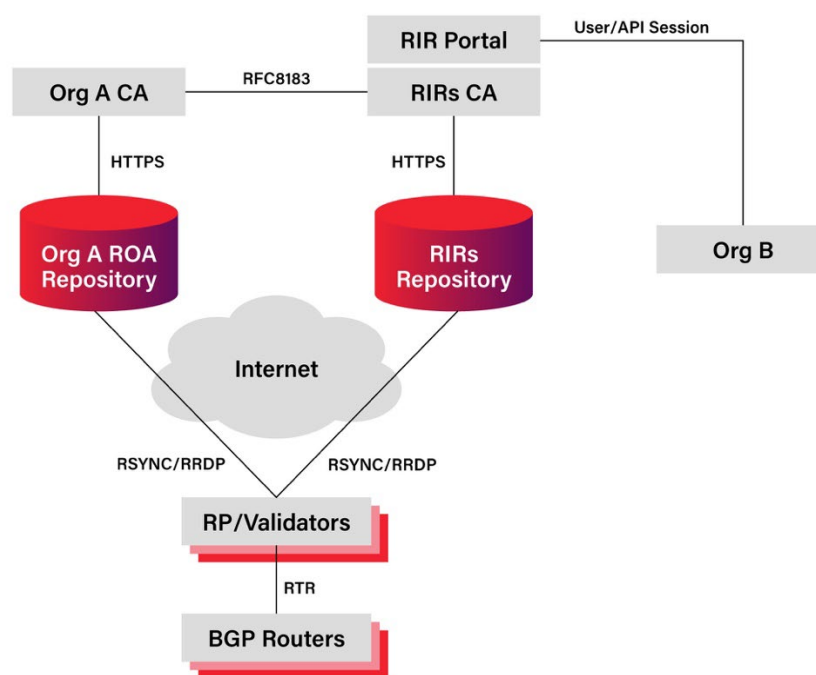 RIR Portal
User/API Session
Org A CA
RFC8183
RIRs CA
HTTPS
HTTPS
Org A ROA
Repository
RIRs
Repository
Org B
Internet
RSYNC/RRDP
RSYNC/RRDP
RP/Validators
RTR
BGP Routers